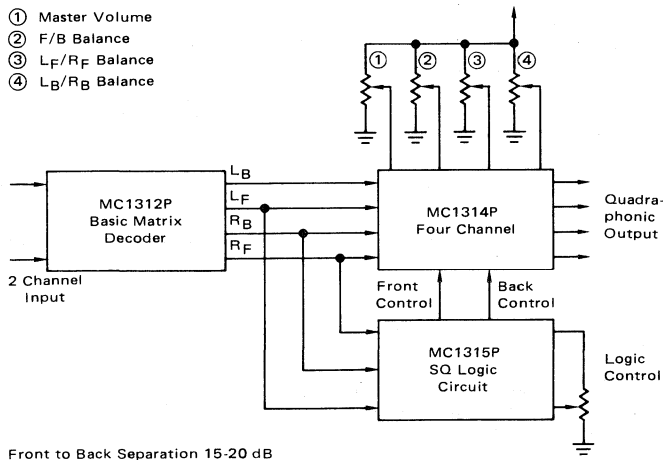 ① Master Volume
② F/B Balance
③ LF/RF Balance
④ LB/RB Balance
① ② ③ ④
LB
LF
RB
RF
MC1312P
Basic Matrix
Decoder
MC1314P
Four Channel
Quadra-
phonic
Output
2 Channel
Input
Front
Control
Back
Control
MC1315P
SQ Logic
Circuit
Logic
Control
Front to Back Separation 15-20 dB